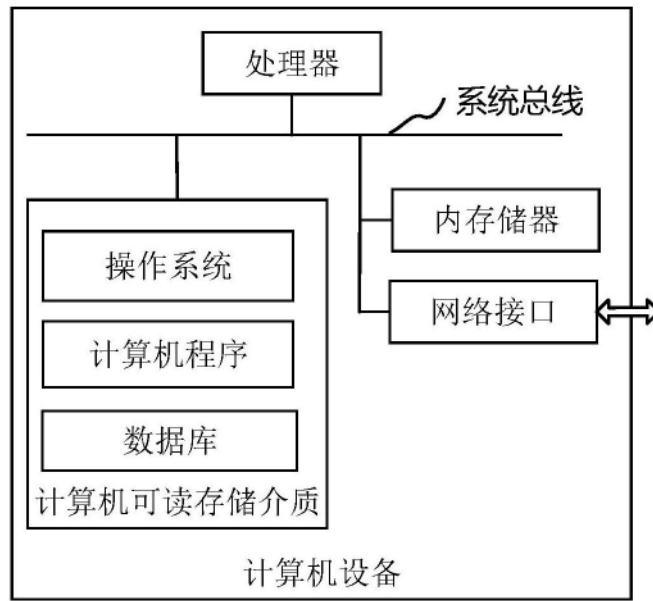 处理器
系统总线
内存储器
操作系统
网络接口
计算机程序
数据库
计算机可读存储介质
计算机设备